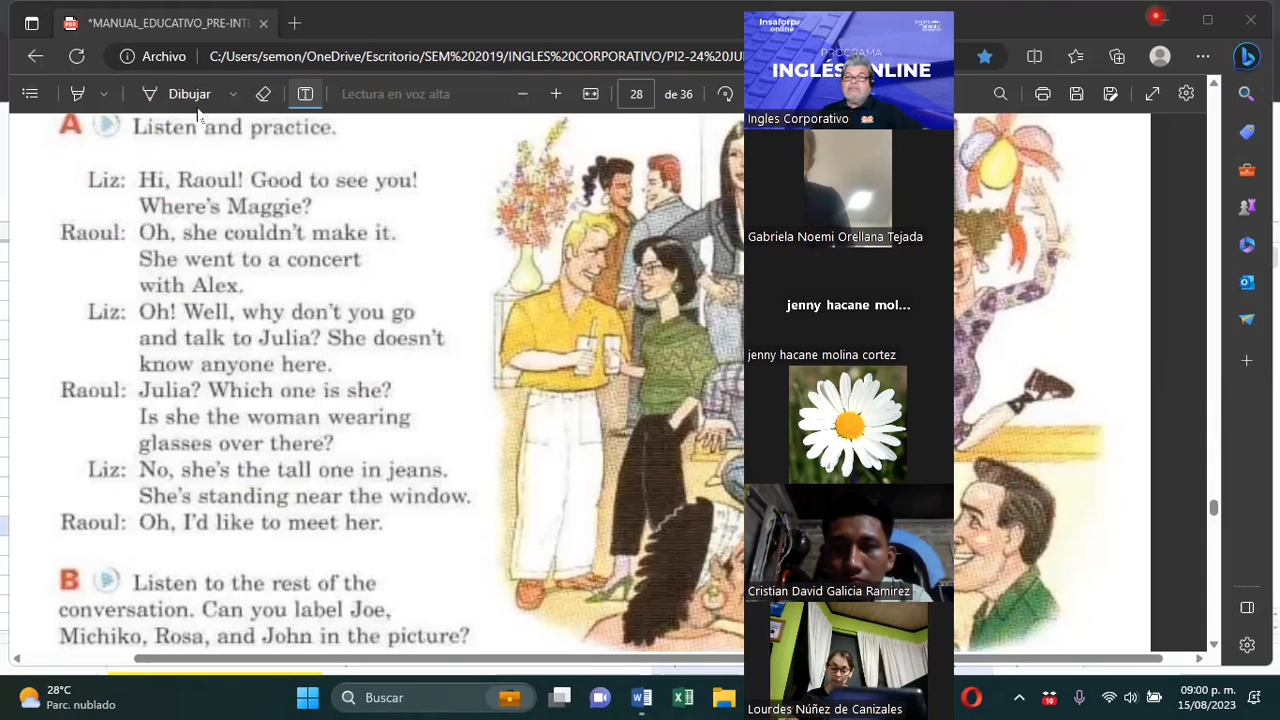 *MANUAL_EDUCATIVO_PRE-INT
Archivo
C:/Users/semon/OneDrive/Escritorio/SEM%202019/INGLES%20CORPORATIVO/PI2-24%20JU
Dibujar
Lectura en voz alta
28
de 36
A Listen and practice.
Liz: Hi, Raoul! Good to see you!
Where's Maggie?
Raoul: Oh, she couldn't make it.
She went to a concert
with Alex.
Liz: Oh! Well, why don't you go
and talk to Julia? She doesn't
know anyone here.
Raoul: Julia? Which one is she?
Is she the woman wearing
glasses over there?
Liz: No, she's the tall one in jeans.
She's standing near the window.
Raoul: Oh, I'd like to meet her.
B Listen to the rest of the
conversation. Can you label Joe,
Michiko, Rosa, and John in the picture?
Insaforp
online
PROGRAMA
INGLÉS ONLINE
Ingles Corporativo
Gabriela Noemi Orellana Tejada
jenny hacane mol...
jenny hacane molina cortez
Cristian David Galicia Ramirez
Lourdes Núñez de Canizales
28°C
Parc. nublado
Buscar
10
09:00 p. m.
15/08/2023